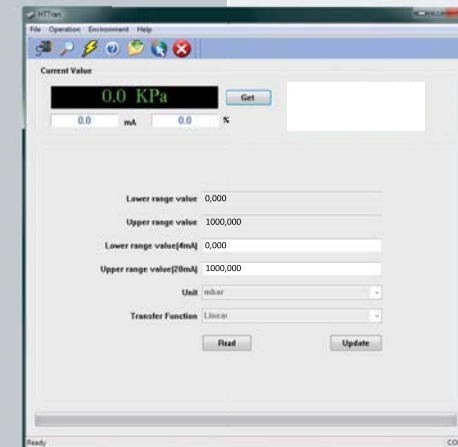 HTTran
File Operation Environment Help
Current Value
0.0 KPa
Get
0.0 mA 0.0 %
Lower range value 0,000
Upper range value 1000,000
Lower range value(4mA) 0,000
Upper range value(20mA) 1000,000
Unit mbar
Transfer Function Linear
Read Update
Ready CO